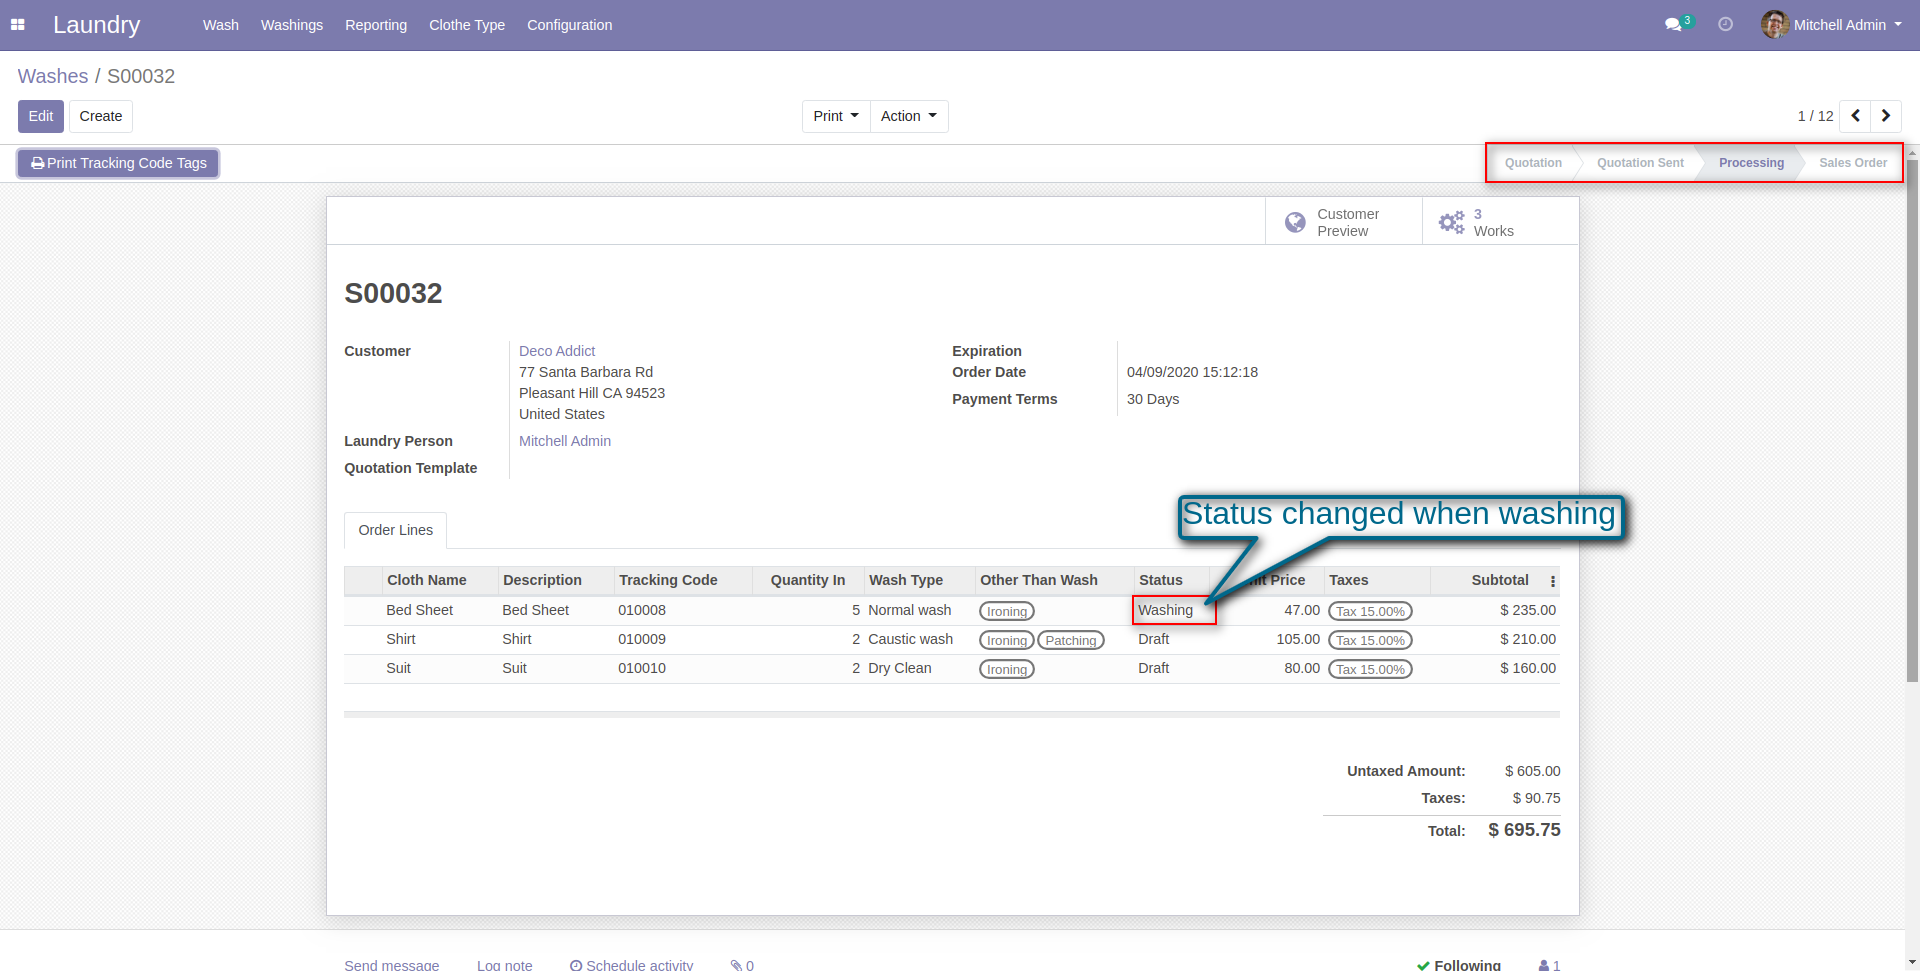 Laundry Wash Washings Reporting Clothe Type Configuration 3 Mitchell Admin
Washes / S00032
Edit Create Print Action 1 / 12
Print Tracking Code Tags Quotation Quotation Sent Processing Sales Order
Customer Preview 3 Works
S00032
Customer Deco Addict Expiration
77 Santa Barbara Rd Order Date 04/09/2020 15:12:18
Pleasant Hill CA 94523 Payment Terms 30 Days
United States
Laundry Person Mitchell Admin
Quotation Template
Status changed when washing
Order Lines
Cloth Name Description Tracking Code Quantity In Wash Type Other Than Wash Status Price Taxes Subtotal
Bed Sheet Bed Sheet 010008 5 Normal wash Ironing Washing 47.00 Tax 15.00% $ 235.00
Shirt Shirt 010009 2 Caustic wash Ironing Patching Draft 105.00 Tax 15.00% $ 210.00
Suit Suit 010010 2 Dry Clean Ironing Draft 80.00 Tax 15.00% $ 160.00
Untaxed Amount: $ 605.00
Taxes: $ 90.75
Total: $ 695.75
Send message Log note Schedule activity 0 Following 1